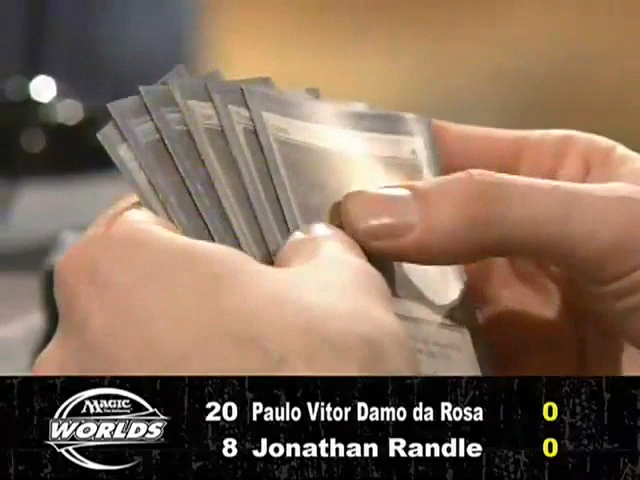 MAGIC
WORLDS
20 Paulo Vitor Damo da Rosa 0
8 Jonathan Randle 0